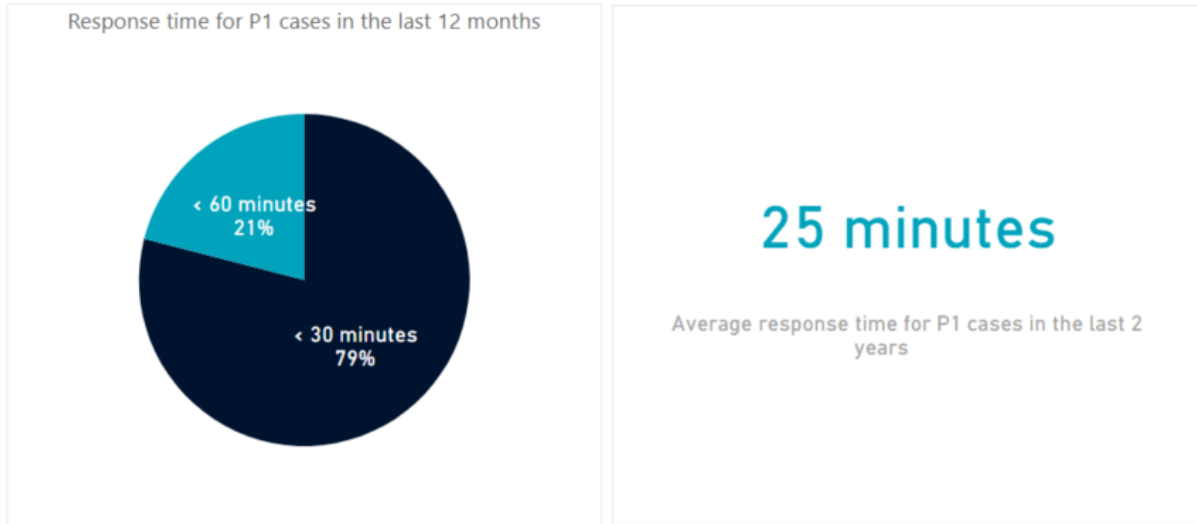 Response time for P1 cases in the last 12 months
< 60 minutes
21%
< 30 minutes
79%
25 minutes
Average response time for P1 cases in the last 2
years